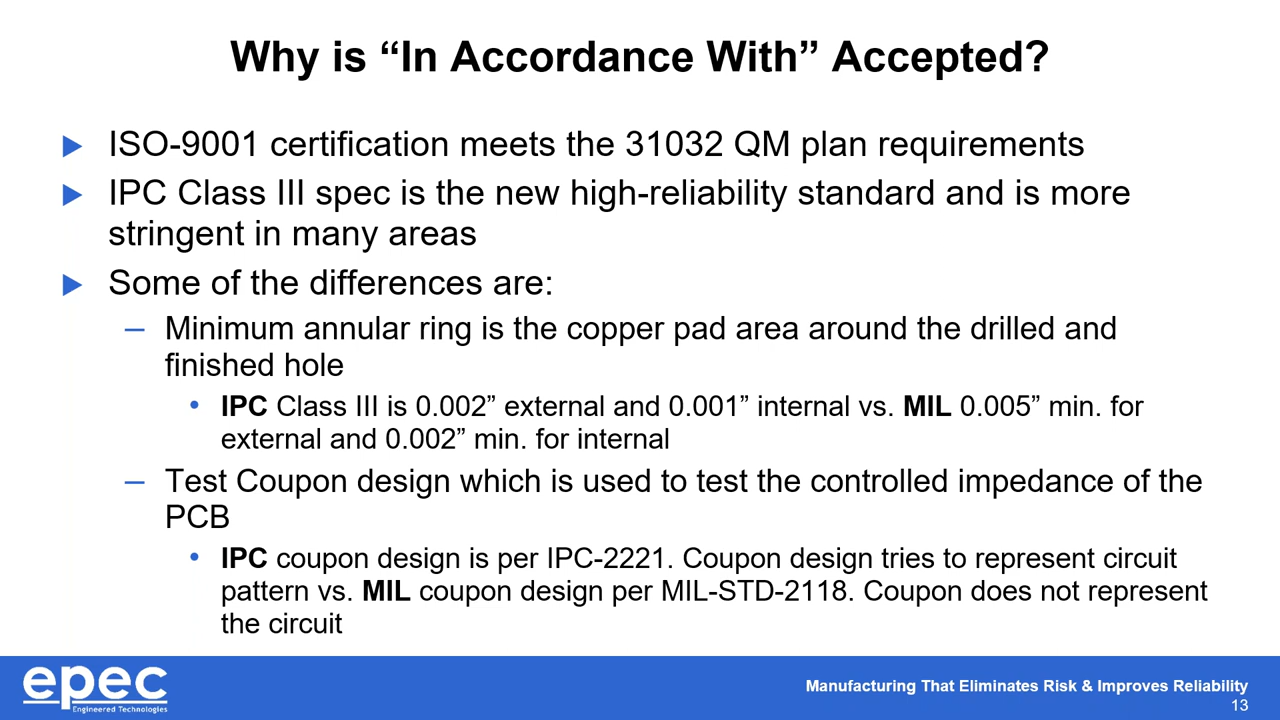 Why is “In Accordance With” Accepted?
ISO-9001 certification meets the 31032 QM plan requirements
IPC Class III spec is the new high-reliability standard and is more
stringent in many areas
Some of the differences are:
– Minimum annular ring is the copper pad area around the drilled and
finished hole
• IPC Class III is 0.002” external and 0.001” internal vs. MIL 0.005” min. for
external and 0.002” min. for internal
– Test Coupon design which is used to test the controlled impedance of the
PCB
• IPC coupon design is per IPC-2221. Coupon design tries to represent circuit
pattern vs. MIL coupon design per MIL-STD-2118. Coupon does not represent
the circuit
epec
Engineered Technologies
Manufacturing That Eliminates Risk & Improves Reliability
13